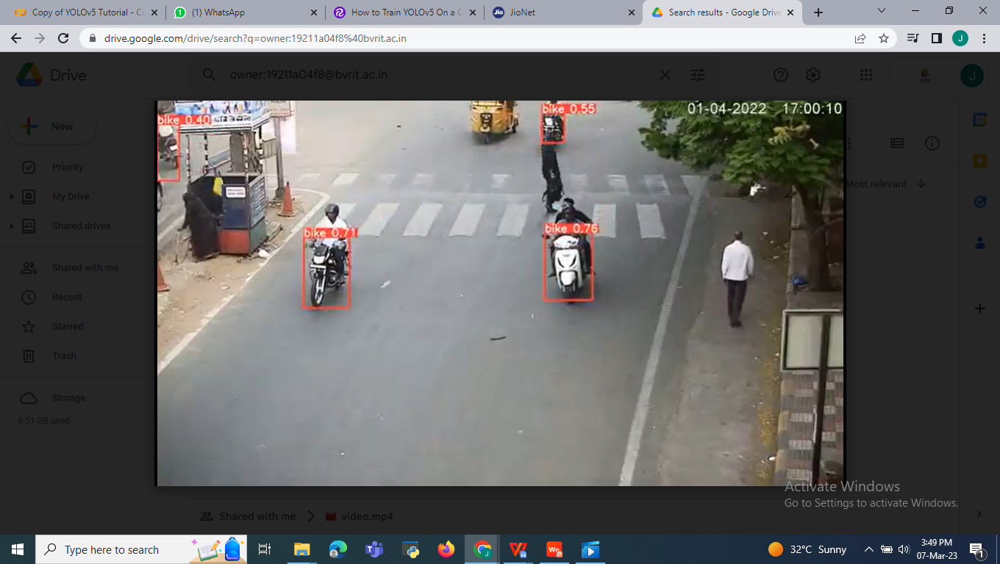 Copy of YOLOv5 Tutorial - Co
(1) WhatsApp
How to Train YOLOv5 On a C
JioNet
Search results - Google Drive
drive.google.com/drive/search?q=owner:19211a04f8%40bvrit.ac.in
J
Drive
owner:19211a04f8@bvrit.ac.in
J
New
Priority
My Drive
Shared drives
Shared with me
Recent
Starred
Trash
Storage
8.51 GB used
Most relevant
bike 0.40
bike 0.55
01-04-2022 17:00:10
bike 0.71
bike 0.76
Activate Windows
Go to Settings to activate Windows.
Shared with me
video.mp4
Type here to search
32°C Sunny
3:49 PM
07-Mar-23
1